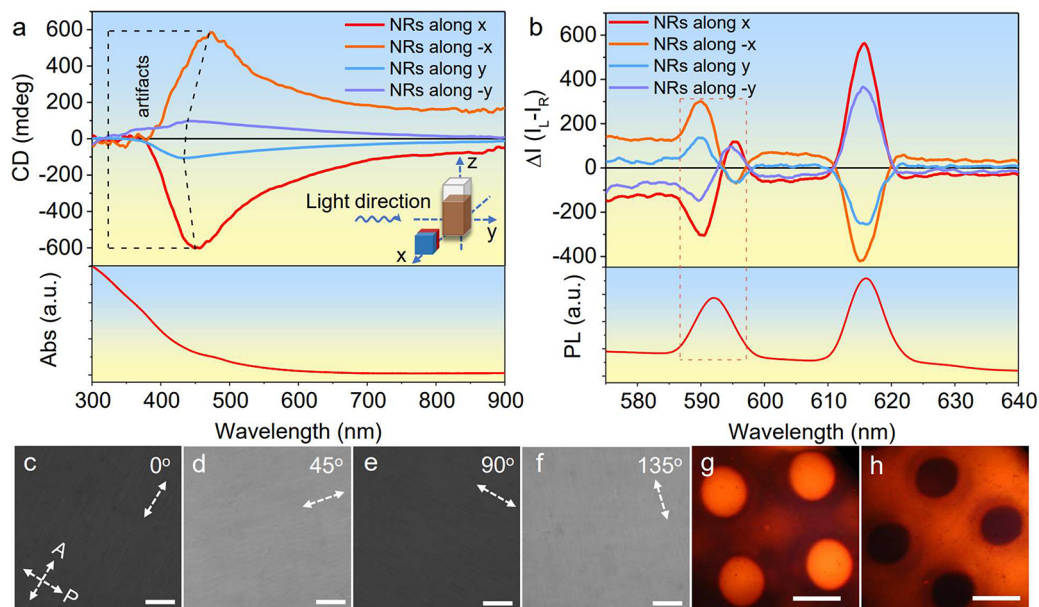 a
CD (mdeg)
600
400
200
0
-200
-400
-600
artifacts
NRs along x
NRs along -x
NRs along y
NRs along -y
Light direction
z
y
x
Abs (a.u.)
300 400 500 600 700 800 900
Wavelength (nm)
b
ΔI (I_L-I_R)
600
400
200
0
-200
-400
NRs along x
NRs along -x
NRs along y
NRs along -y
PL (a.u.)
580 590 600 610 620 630 640
Wavelength (nm)
c
0°
A
P
d
45°
e
90°
f
135°
g
h